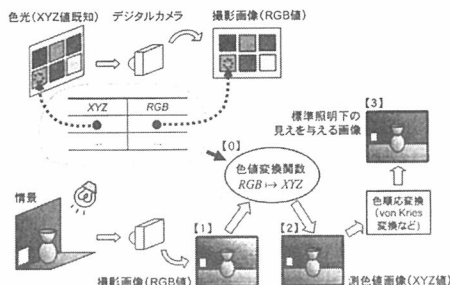 色光(XYZ値既知)
デジタルカメラ
撮影画像(RGB値)
XYZ
RGB
...
...
【0】
色値変換関数
RGB ↦ XYZ
【3】
標準照明下の
見えを与える画像
情景
【1】
【2】
色順応変換
(von Kries
変換など)
撮影画像(RGB値)
測色値画像(XYZ値)